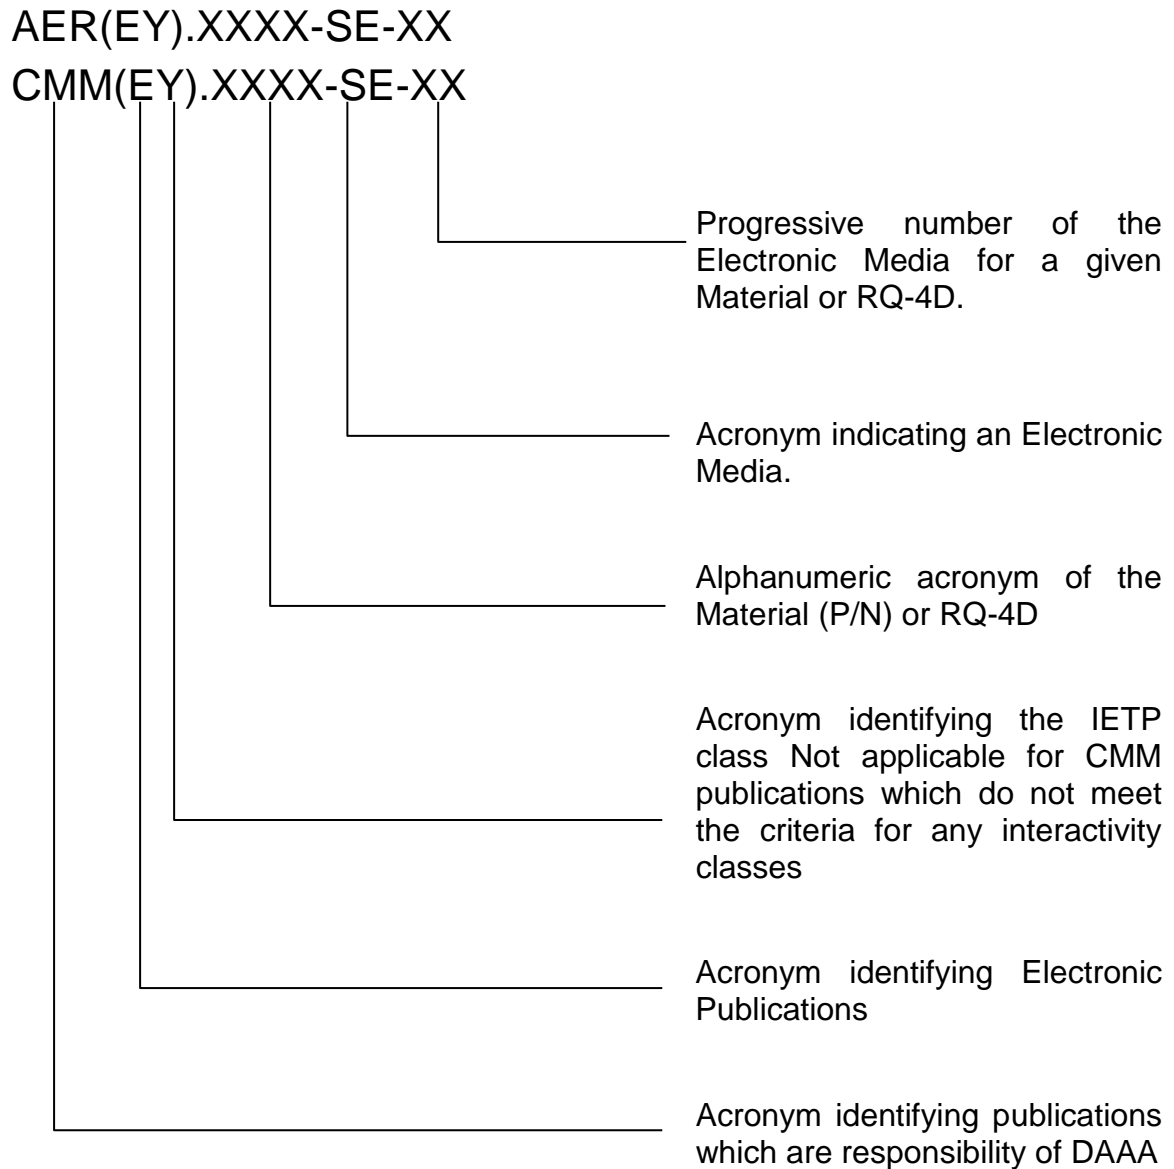 AER(EY).XXXX-SE-XX
CMM(EY).XXXX-SE-XX
Progressive number of the
Electronic Media for a given
Material or RQ-4D.
Acronym indicating an Electronic
Media.
Alphanumeric acronym of the
Material (P/N) or RQ-4D
Acronym identifying the IETP
class Not applicable for CMM
publications which do not meet
the criteria for any interactivity
classes
Acronym identifying Electronic
Publications
Acronym identifying publications
which are responsibility of DAAA